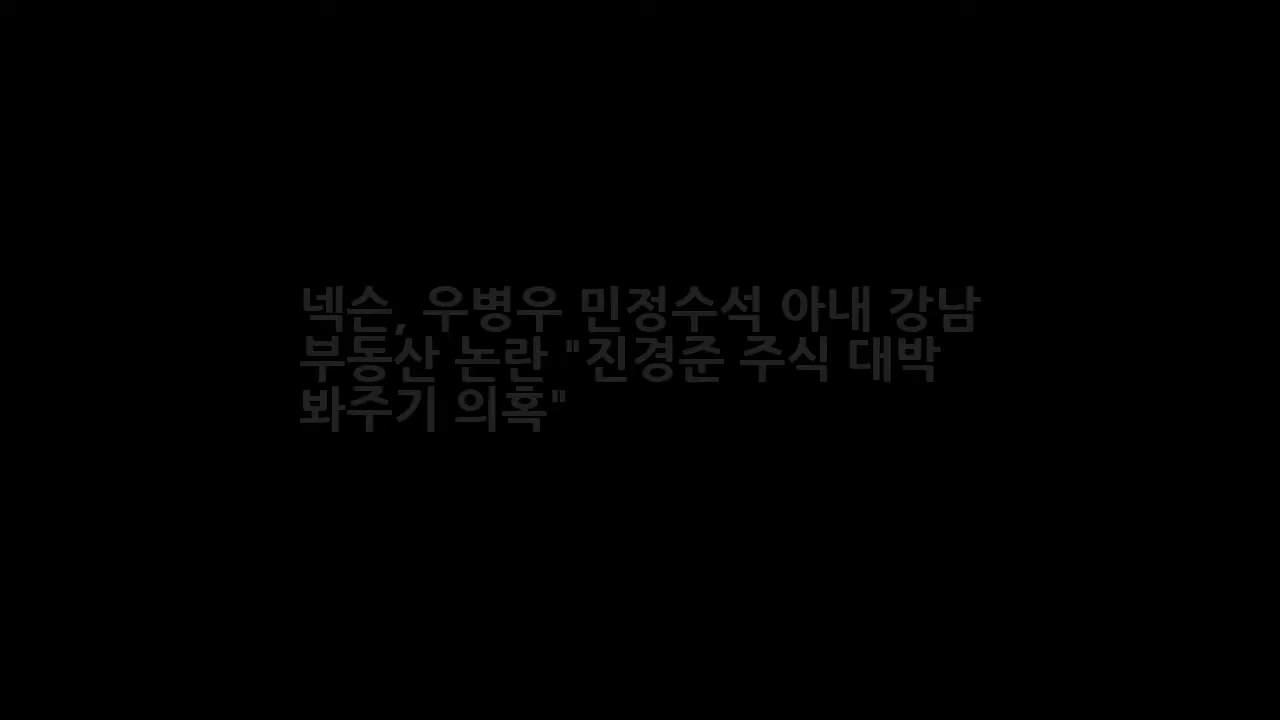 넥슨, 우병우 민정수석 아내 강남
부동산 논란 "진경준 주식 대박
봐주기 의혹"